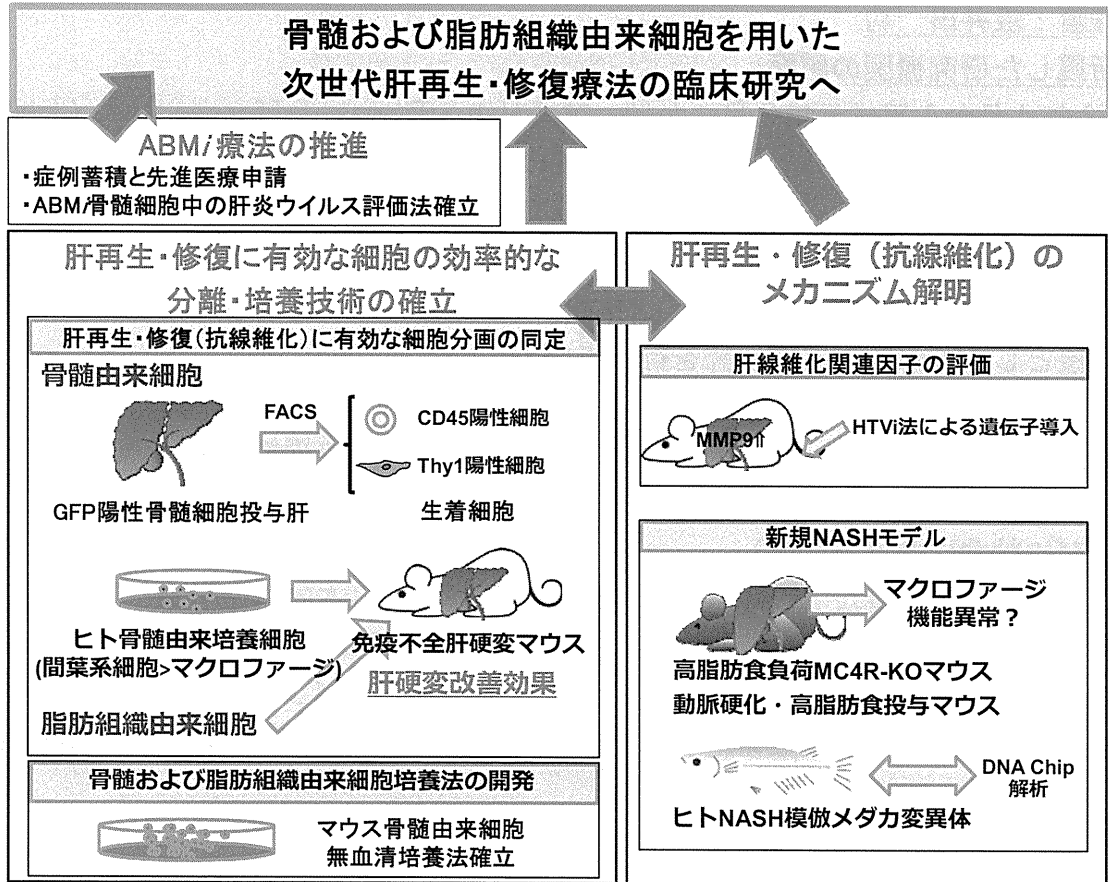 骨髄および脂肪組織由来細胞を用いた
次世代肝再生・修復療法の臨床研究へ
ABMi療法の推進
・症例蓄積と先進医療申請
・ABMi骨髄細胞中の肝炎ウイルス評価法確立
肝再生・修復に有効な細胞の効率的な
分離・培養技術の確立
肝再生・修復(抗線維化)に有効な細胞分画の同定
骨髄由来細胞
FACS
CD45陽性細胞
Thy1陽性細胞
GFP陽性骨髄細胞投与肝
生着細胞
ヒト骨髄由来培養細胞
(間葉系細胞>マクロファージ)
免疫不全肝硬変マウス
肝硬変改善効果
脂肪組織由来細胞
骨髄および脂肪組織由来細胞培養法の開発
マウス骨髄由来細胞
無血清培養法確立
肝再生・修復（抗線維化）の
メカニズム解明
肝線維化関連因子の評価
MMP9⇑
HTVi法による遺伝子導入
新規NASHモデル
マクロファージ
機能異常？
高脂肪食負荷MC4R-KOマウス
動脈硬化・高脂肪食投与マウス
DNA Chip
解析
ヒトNASH模倣メダカ変異体